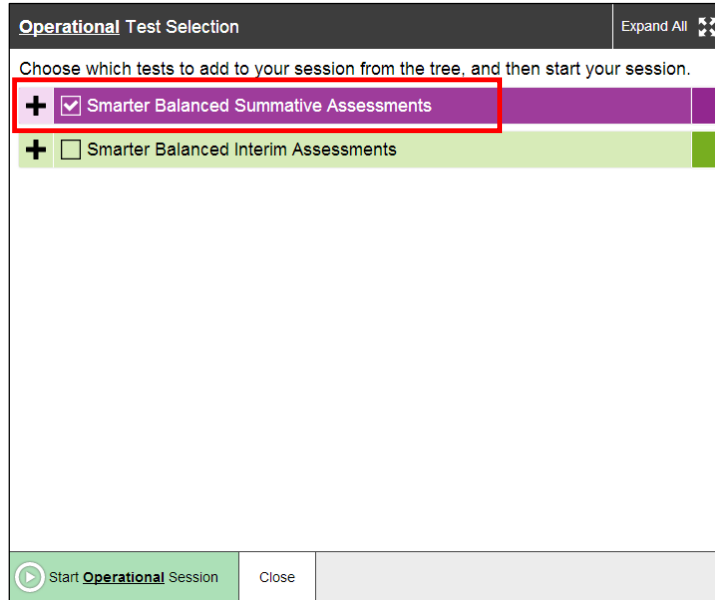 Operational Test Selection
Expand All
Choose which tests to add to your session from the tree, and then start your session.
Smarter Balanced Summative Assessments
Smarter Balanced Interim Assessments
Start Operational Session
Close